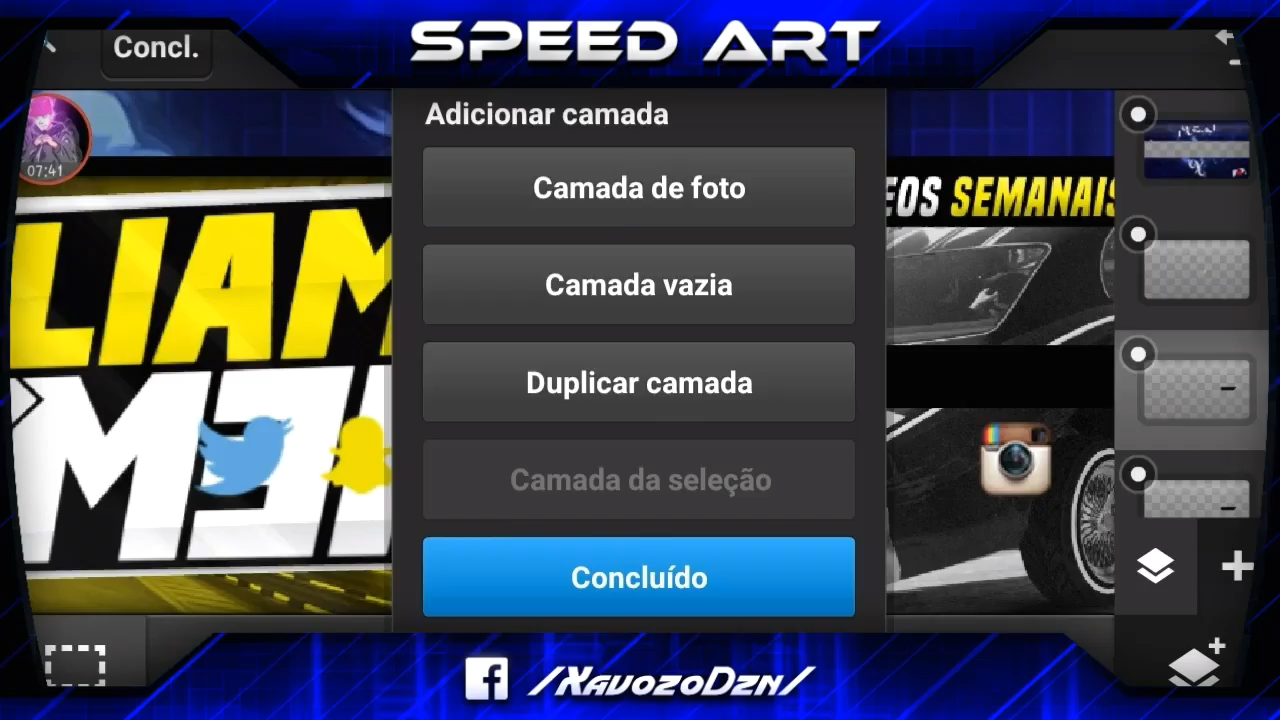 SPEED ART
Concl.
Adicionar camada
07:41
Camada de foto
EOS SEMANAIS
LIAM
Camada vazia
Duplicar camada
Camada da seleção
Concluído
/XavozoDzn/